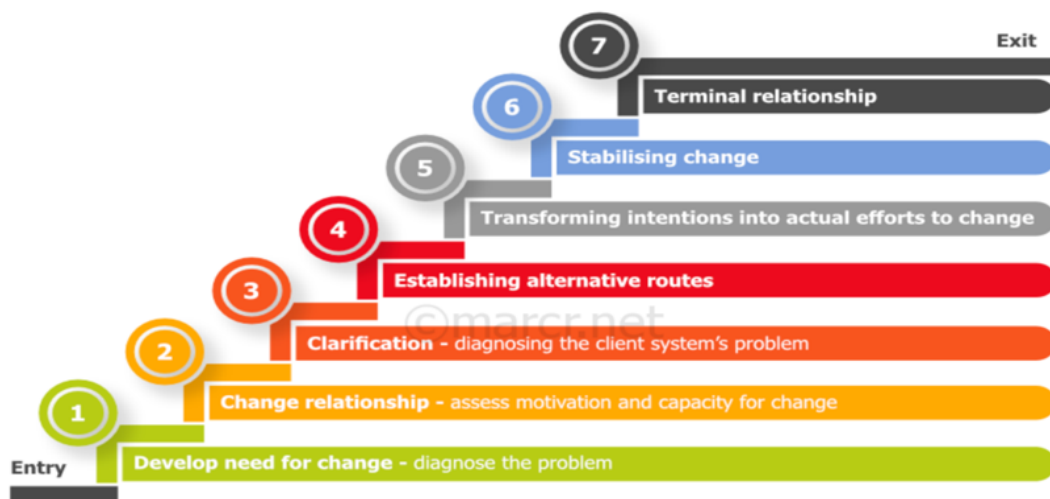 Exit
7
Terminal relationship
6
Stabilising change
5
Transforming intentions into actual efforts to change
4
Establishing alternative routes
©marcr.net
3
Clarification - diagnosing the client system's problem
2
Change relationship - assess motivation and capacity for change
1
Develop need for change - diagnose the problem
Entry